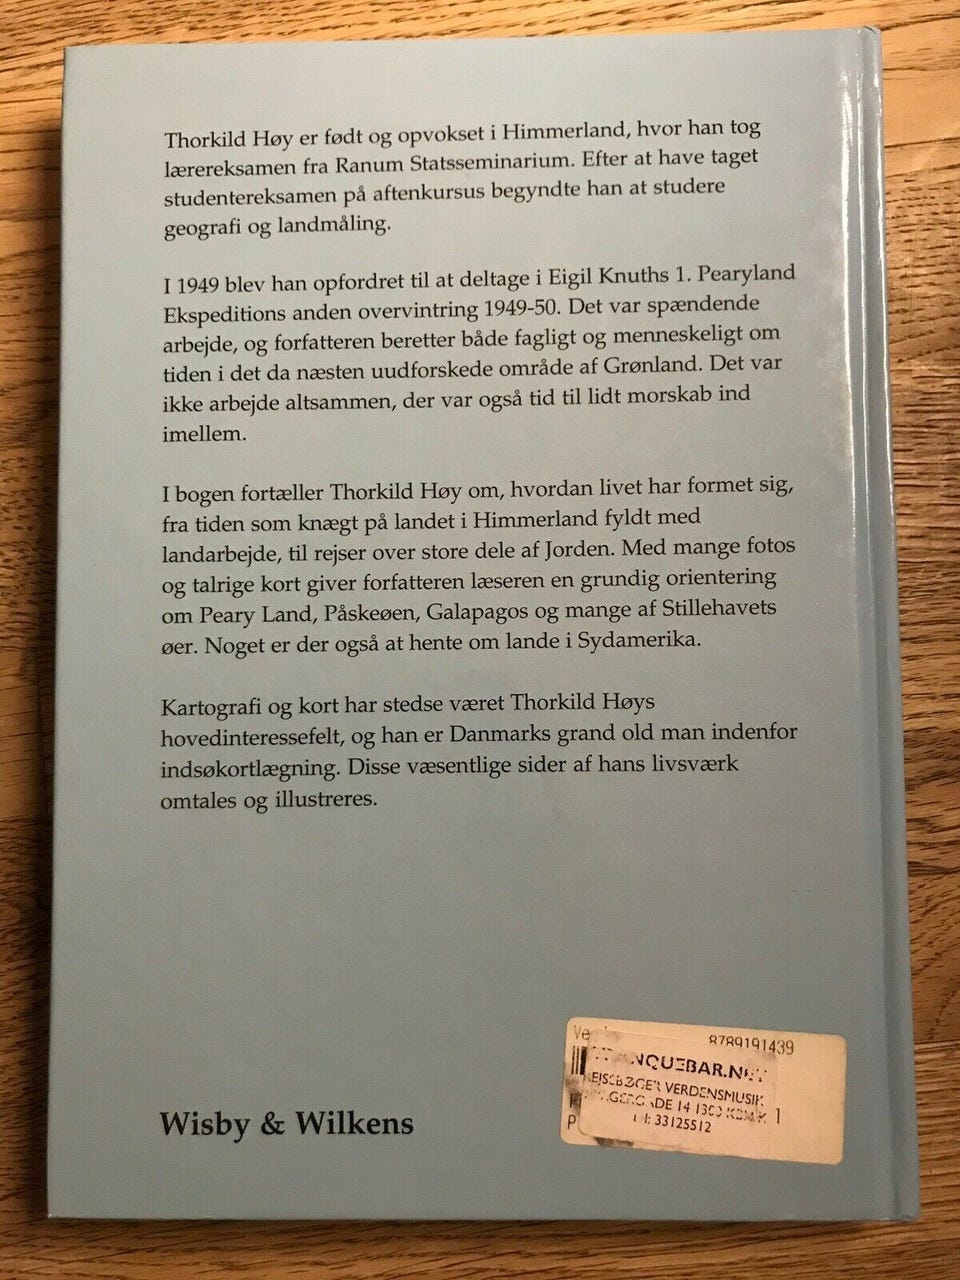 Thorkild Høy er født og opvokset i Himmerland, hvor han tog
lærereksamen fra Ranum Statsseminarium. Efter at have taget
studentereksamen på aftenkursus begyndte han at studere
geografi og landmåling.
I 1949 blev han opfordret til at deltage i Eigil Knuths 1. Pearyland
Ekspeditions anden overvintring 1949-50. Det var spændende
arbejde, og forfatteren beretter både fagligt og menneskeligt om
tiden i det da næsten uudforskede område af Grønland. Det var
ikke arbejde altsammen, der var også tid til lidt morskab ind
imellem.
I bogen fortæller Thorkild Høy om, hvordan livet har formet sig,
fra tiden som knægt på landet i Himmerland fyldt med
landarbejde, til rejser over store dele af Jorden. Med mange fotos
og talrige kort giver forfatteren læseren en grundig orientering
om Peary Land, Påskeøen, Galapagos og mange af Stillehavets
øer. Noget er der også at hente om lande i Sydamerika.
Kartografi og kort har stedse været Thorkild Høys
hovedinteressefelt, og han er Danmarks grand old man indenfor
indsøkortlægning. Disse væsentlige sider af hans livsværk
omtales og illustreres.
Wisby & Wilkens
8789191439
VERDENSMUSIK
14
33125512